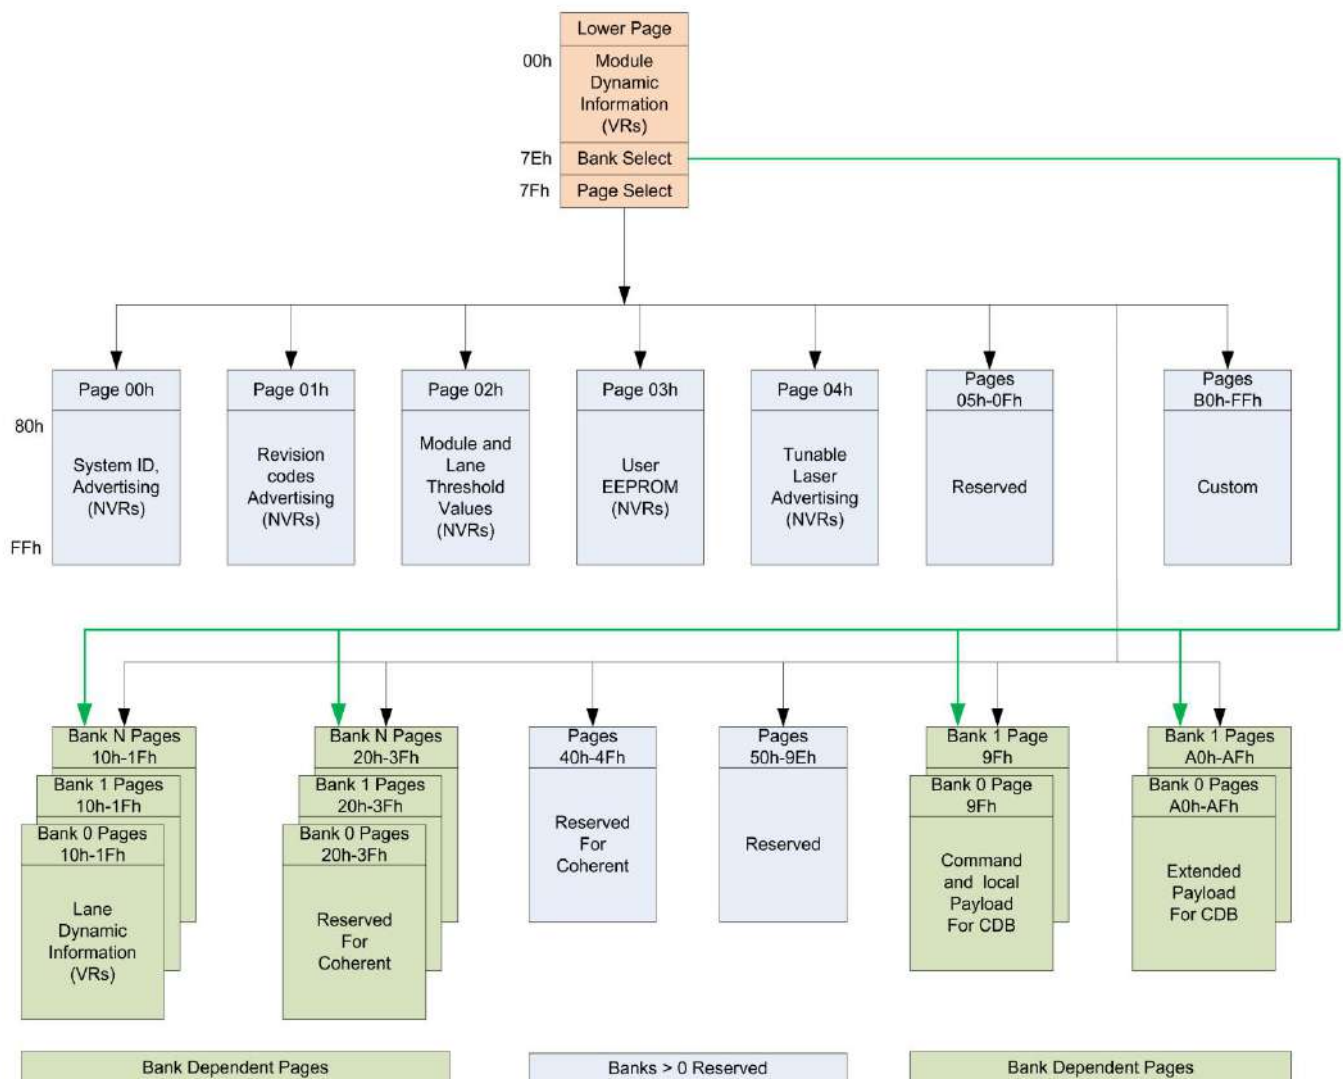 Lower Page
00h
Module
Dynamic
Information
(VRs)
7Eh
Bank Select
7Fh
Page Select
Page 00h
Page 01h
Page 02h
Page 03h
Page 04h
Pages
05h-0Fh
Pages
B0h-FFh
80h
FFh
System ID,
Advertising
(NVRs)
Revision
codes
Advertising
(NVRs)
Module and
Lane
Threshold
Values
(NVRs)
User
EEPROM
(NVRs)
Tunable
Laser
Advertising
(NVRs)
Reserved
Custom
Bank N Pages
10h-1Fh
Bank 1 Pages
10h-1Fh
Bank 0 Pages
10h-1Fh
Lane
Dynamic
Information
(VRs)
Bank N Pages
20h-3Fh
Bank 1 Pages
20h-3Fh
Bank 0 Pages
20h-3Fh
Reserved
For
Coherent
Pages
40h-4Fh
Reserved
For
Coherent
Pages
50h-9Eh
Reserved
Bank 1 Page
9Fh
Bank 0 Page
9Fh
Command
and local
Payload
For CDB
Bank 1 Pages
A0h-AFh
Bank 0 Pages
A0h-AFh
Extended
Payload
For CDB
Bank Dependent Pages
Banks > 0 Reserved
Bank Dependent Pages